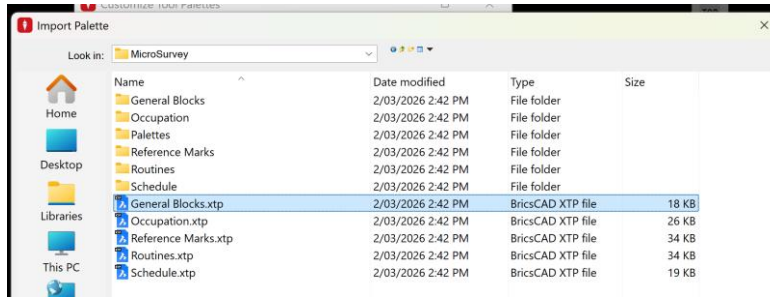 Customize Tool Palettes
Import Palette
Look in: MicroSurvey
Name Date modified Type Size
Home
Desktop
Libraries
This PC
General Blocks 2/03/2026 2:42 PM File folder
Occupation 2/03/2026 2:42 PM File folder
Palettes 2/03/2026 2:42 PM File folder
Reference Marks 2/03/2026 2:42 PM File folder
Routines 2/03/2026 2:42 PM File folder
Schedule 2/03/2026 2:42 PM File folder
General Blocks.xtp 2/03/2026 2:42 PM BricsCAD XTP file 18 KB
Occupation.xtp 2/03/2026 2:42 PM BricsCAD XTP file 26 KB
Reference Marks.xtp 2/03/2026 2:42 PM BricsCAD XTP file 34 KB
Routines.xtp 2/03/2026 2:42 PM BricsCAD XTP file 34 KB
Schedule.xtp 2/03/2026 2:42 PM BricsCAD XTP file 19 KB